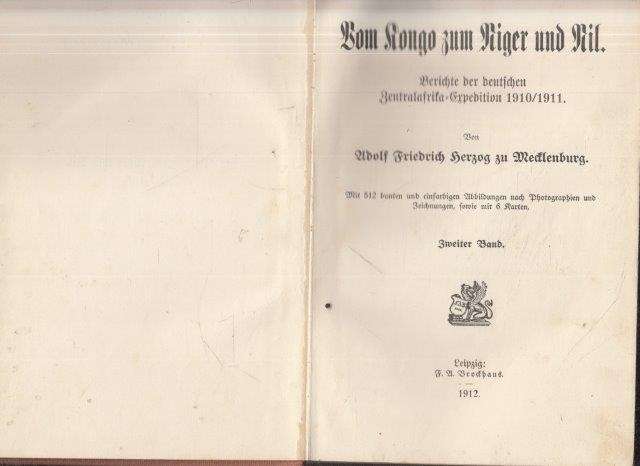 Vom Kongo zum Niger und Nil.
Berichte der deutschen
Zentralafrika-Expedition 1910/1911.
Von
Adolf Friedrich Herzog zu Mecklenburg.
Mit 512 bunten und einfarbigen Abbildungen nach Photographien und
Zeichnungen, sowie mit 6 Karten.
Zweiter Band.
Leipzig:
F. A. Brockhaus.
1912.